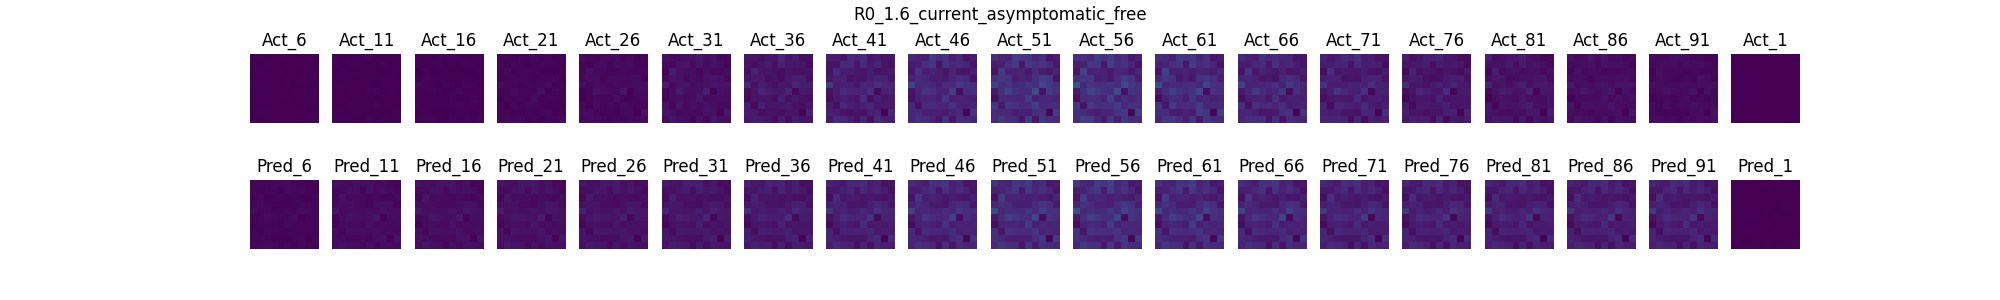 R0_1.6_current_asymptomatic_free
Act_6 Act_11 Act_16 Act_21 Act_26 Act_31 Act_36 Act_41 Act_46 Act_51 Act_56 Act_61 Act_66 Act_71 Act_76 Act_81 Act_86 Act_91 Act_1
Pred_6 Pred_11 Pred_16 Pred_21 Pred_26 Pred_31 Pred_36 Pred_41 Pred_46 Pred_51 Pred_56 Pred_61 Pred_66 Pred_71 Pred_76 Pred_81 Pred_86 Pred_91 Pred_1